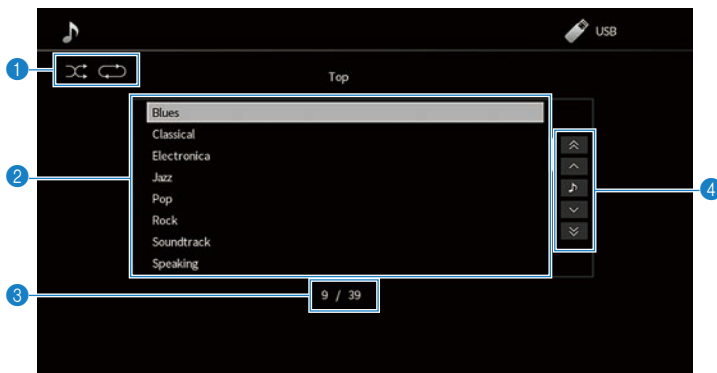 USB
1
Top
Blues
Classical
Electronica
Jazz
2
4
Pop
Rock
Soundtrack
Speaking
3
9 / 39